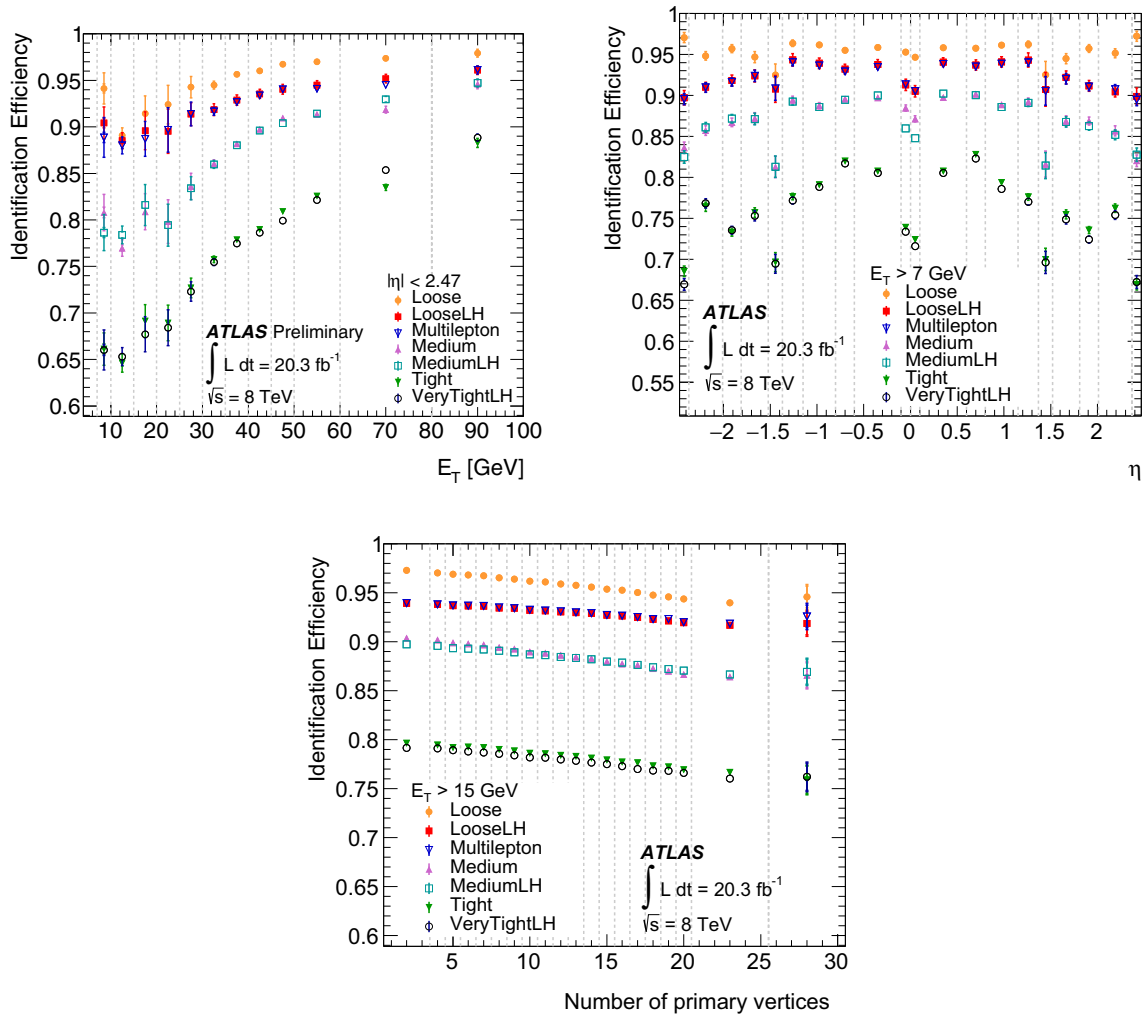 Identification Efficiency
1
0.95
0.9
0.85
0.8
0.75
0.7
0.65
0.6
|η| < 2.47
Loose
LooseLH
Multilepton
Medium
MediumLH
Tight
VeryTightLH
ATLAS Preliminary
∫ L dt = 20.3 fb⁻¹
√s = 8 TeV
10 20 30 40 50 60 70 80 90 100
E_T [GeV]
Identification Efficiency
1
0.95
0.9
0.85
0.8
0.75
0.7
0.65
0.6
0.55
E_T > 7 GeV
Loose
LooseLH
Multilepton
Medium
MediumLH
Tight
VeryTightLH
ATLAS
∫ L dt = 20.3 fb⁻¹
√s = 8 TeV
−2 −1.5 −1 −0.5 0 0.5 1 1.5 2
η
Identification Efficiency
1
0.95
0.9
0.85
0.8
0.75
0.7
0.65
0.6
E_T > 15 GeV
Loose
LooseLH
Multilepton
Medium
MediumLH
Tight
VeryTightLH
ATLAS
∫ L dt = 20.3 fb⁻¹
√s = 8 TeV
5 10 15 20 25 30
Number of primary vertices